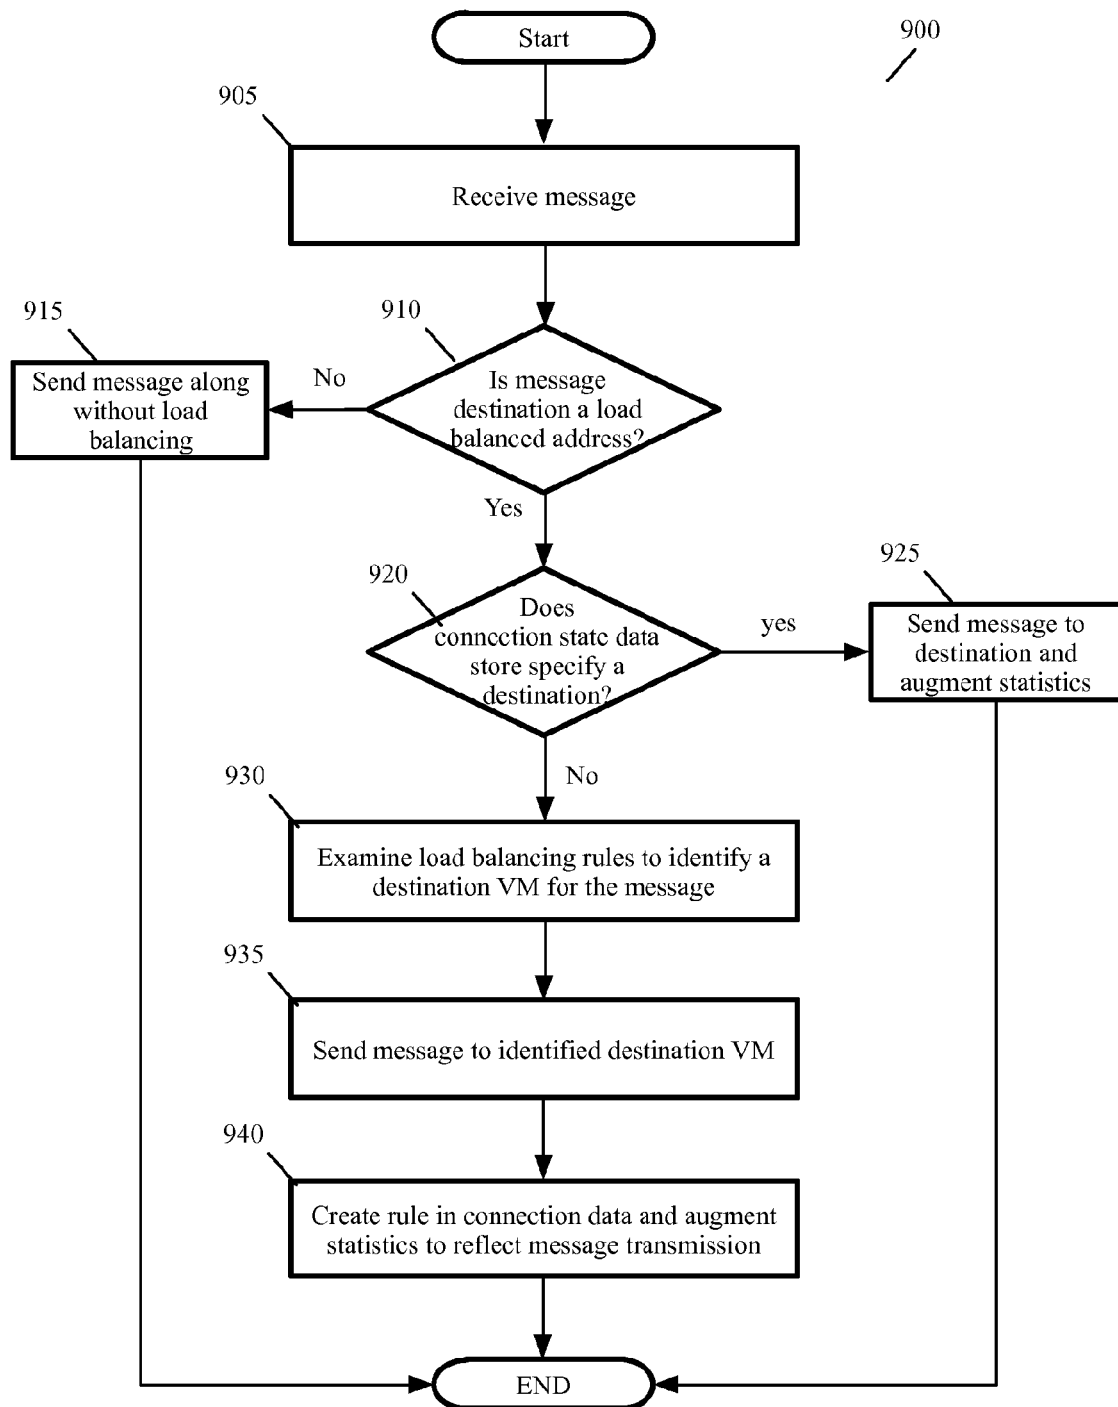 Start
900
905
Receive message
910
915
Is message
destination a load
balanced address?
No
Send message along
without load
balancing
Yes
920
925
Does
connection state data
store specify a
destination?
yes
Send message to
destination and
augment statistics
No
930
Examine load balancing rules to identify a
destination VM for the message
935
Send message to identified destination VM
940
Create rule in connection data and augment
statistics to reflect message transmission
END